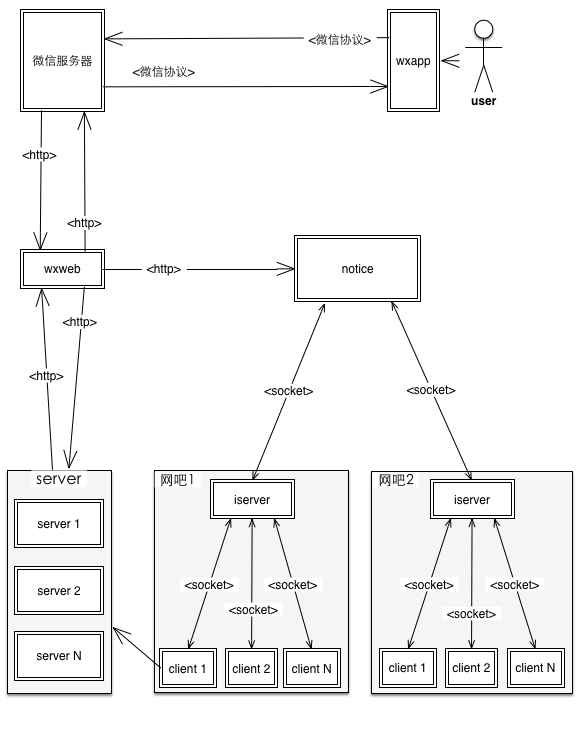 微信服务器
<微信协议>
<微信协议>
wxapp
user
<http>
<http>
wxweb
<http>
notice
<http>
<http>
<socket>
<socket>
server
server 1
server 2
server N
网吧1
iserver
<socket>
<socket>
<socket>
client 1
client 2
client N
网吧2
iserver
<socket>
<socket>
<socket>
client 1
client 2
client N